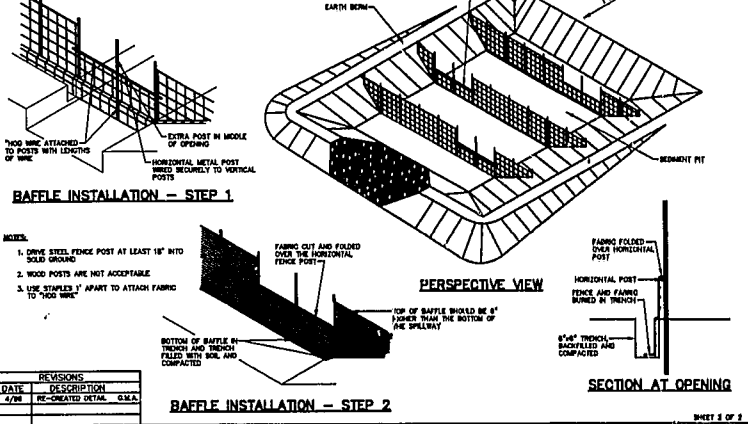 EARTH BERM
"HOG WIRE ATTACHED
TO POSTS WITH LENGTHS
OF WIRE
EXTRA POST IN MIDDLE
OF OPENING
HORIZONTAL METAL POST
WIRED SECURELY TO VERTICAL
POSTS
BAFFLE INSTALLATION – STEP 1
SEDIMENT PIT
PERSPECTIVE VIEW
NOTES:
1. DRIVE STEEL FENCE POST AT LEAST 18" INTO
SOLID GROUND
2. WOOD POSTS ARE NOT ACCEPTABLE
3. USE STAPLES 1' APART TO ATTACH FABRIC
TO "HOG WIRE"
FABRIC CUT AND FOLDED
OVER THE HORIZONTAL
FENCE POST
TOP OF BAFFLE SHOULD BE 6"
HIGHER THAN THE BOTTOM OF
THE SPILLWAY
BOTTOM OF BAFFLE IN
TRENCH AND TRENCH
FILLED WITH SOIL AND
COMPACTED
BAFFLE INSTALLATION – STEP 2
FABRIC FOLDED
OVER HORIZONTAL
POST
HORIZONTAL POST
FENCE AND FABRIC
BURIED IN TRENCH
6"x6" TRENCH,
BACKFILLED AND
COMPACTED
SECTION AT OPENING
REVISIONS
DATE DESCRIPTION
RE-CREATED DETAIL G.M.A.
SHEET 2 OF 2